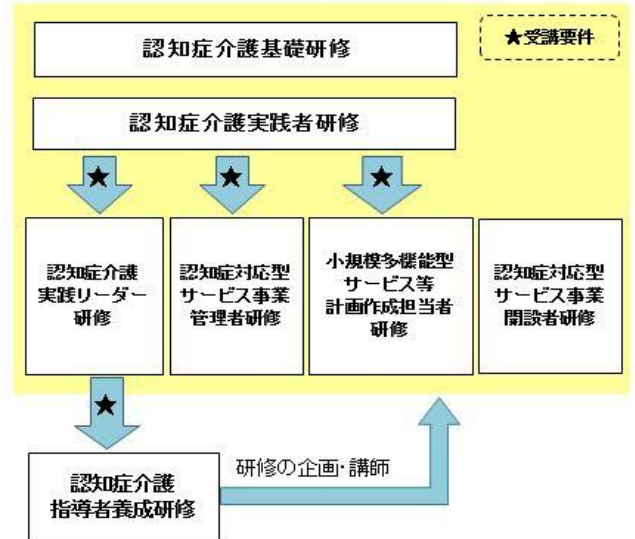 認知症介護基礎研修
★受講要件
認知症介護実践者研修
★
★
★
認知症介護
実践リーダー
研修
認知症対応型
サービス事業
管理者研修
小規模多機能型
サービス等
計画作成担当者
研修
認知症対応型
サービス事業
開設者研修
★
認知症介護
指導者養成研修
研修の企画・講師